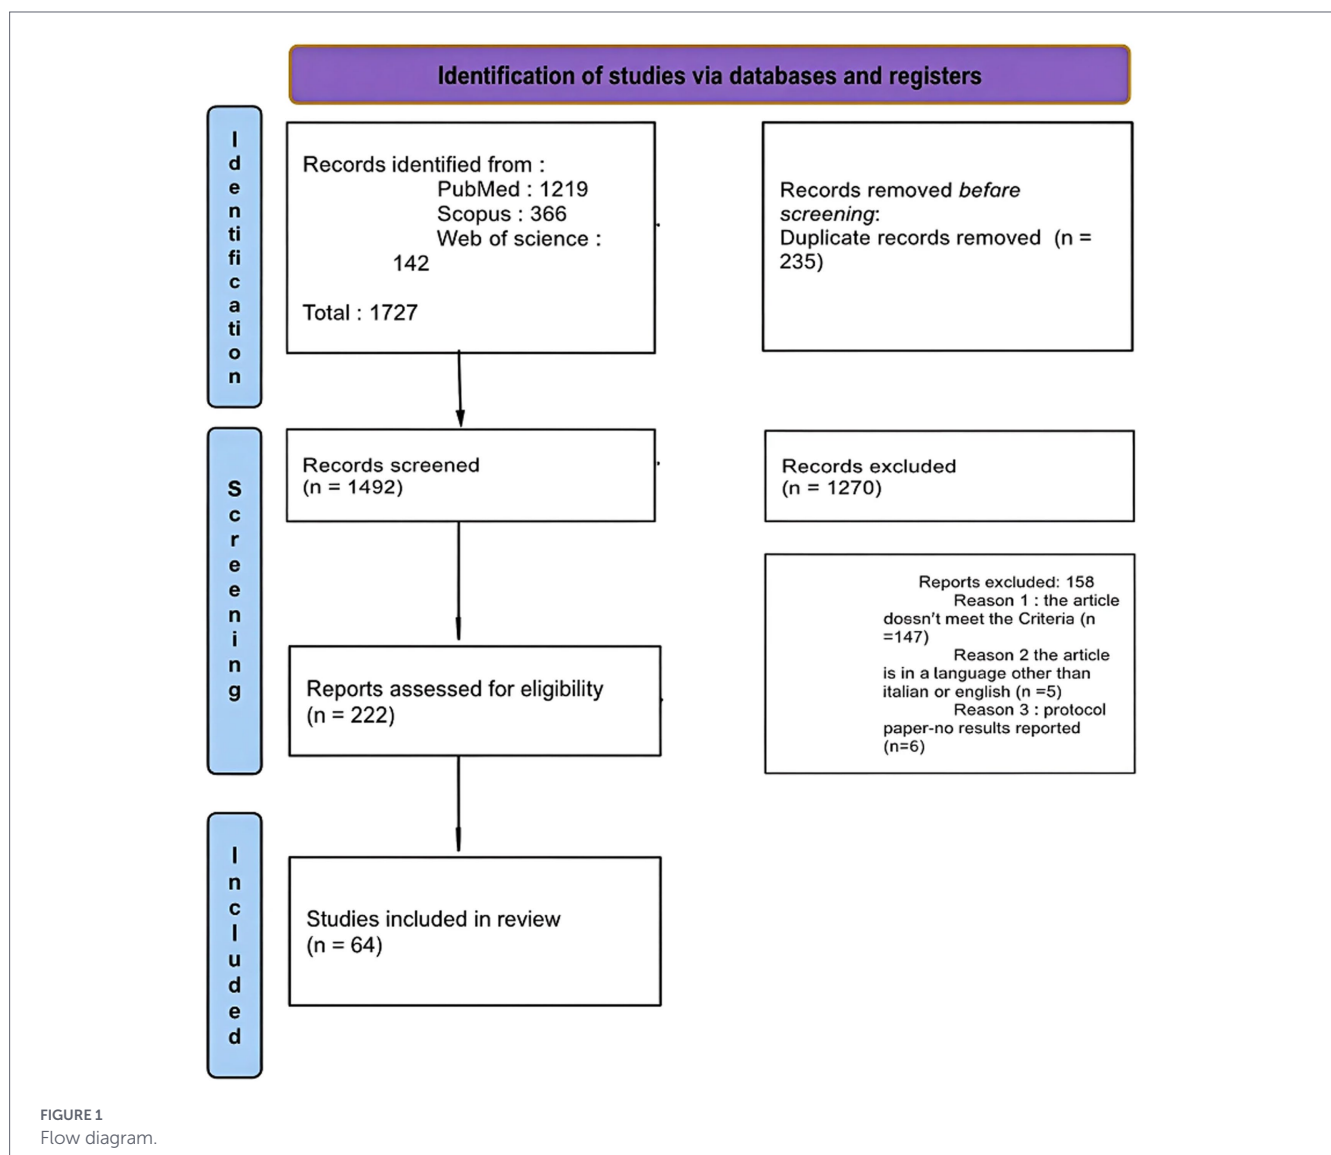 Identification of studies via databases and registers
Identification
Records identified from :
PubMed : 1219
Scopus : 366
Web of science :
142
Total : 1727
Records removed before
screening:
Duplicate records removed (n =
235)
Screening
Records screened
(n = 1492)
Records excluded
(n = 1270)
Reports assessed for eligibility
(n = 222)
Reports excluded: 158
Reason 1 : the article
dossn't meet the Criteria (n
=147)
Reason 2 the article
is in a language other than
italian or english (n =5)
Reason 3 : protocol
paper-no results reported
(n=6)
Included
Studies included in review
(n = 64)
FIGURE 1
Flow diagram.